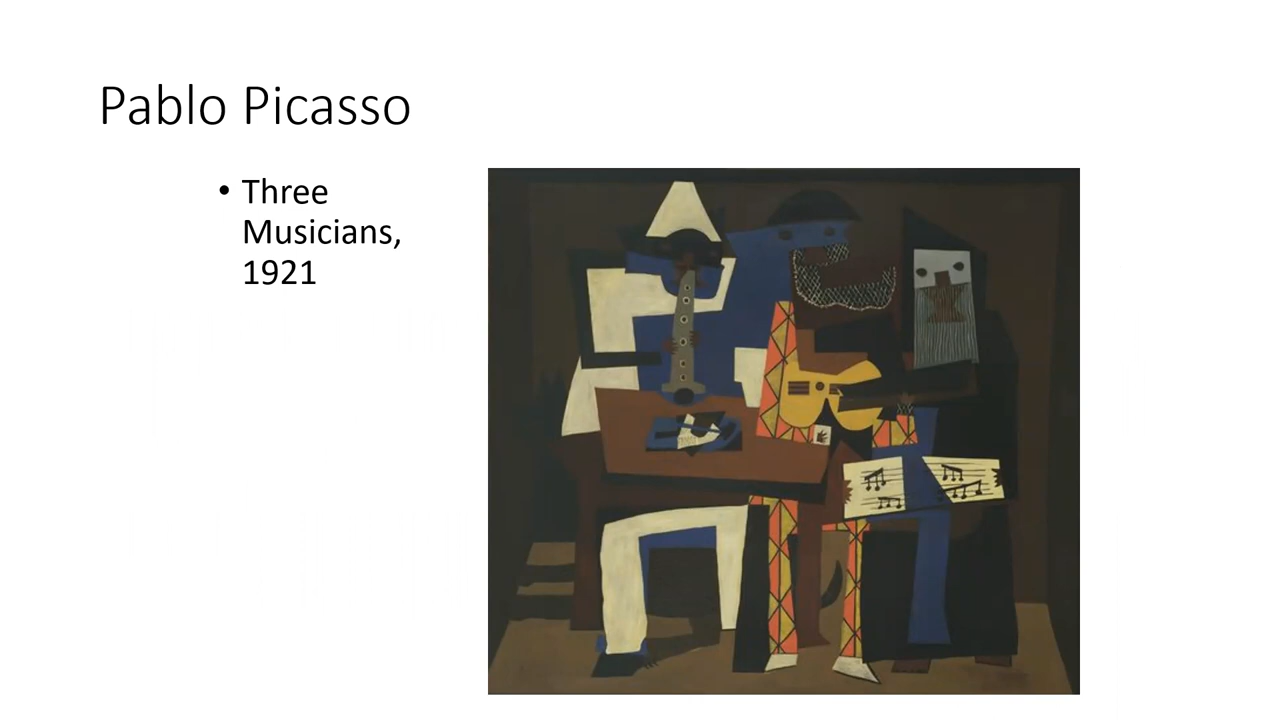 Pablo Picasso
• Three
Musicians,
1921